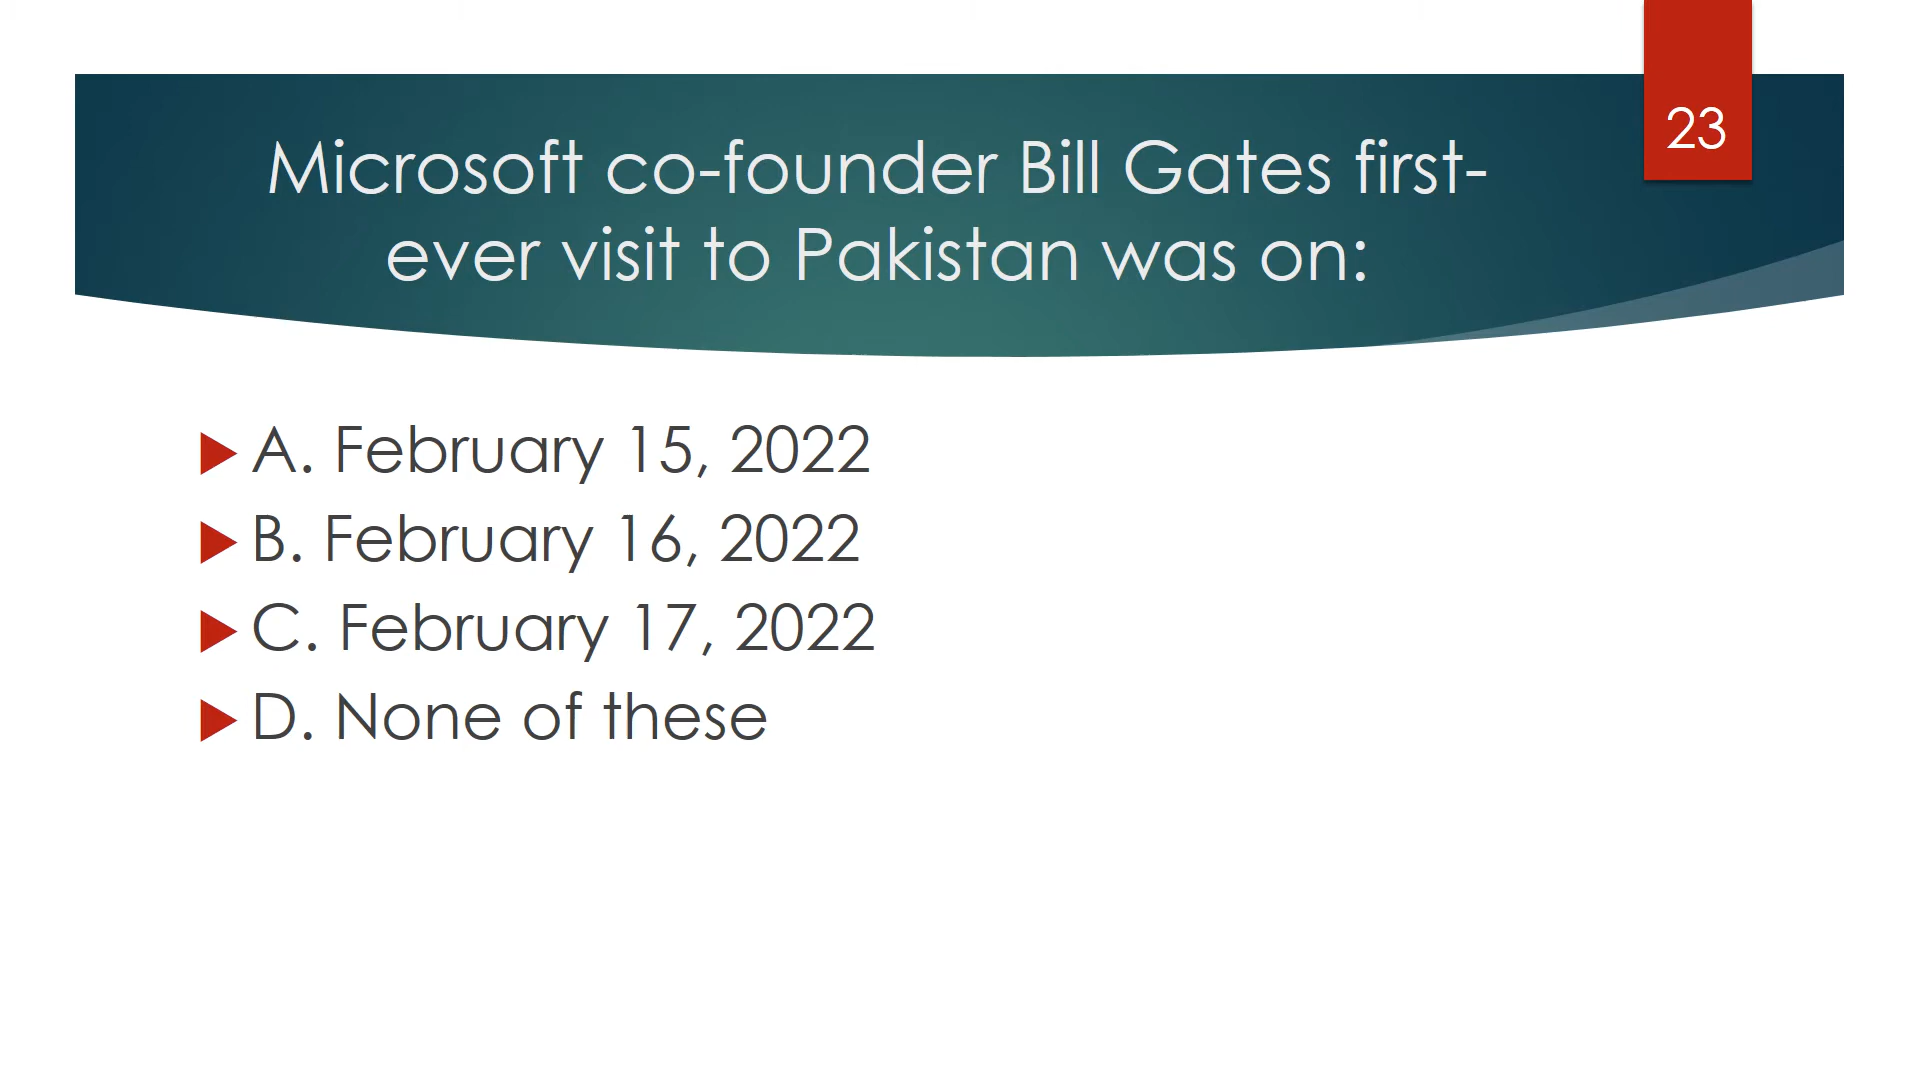 23
Microsoft co-founder Bill Gates first-
ever visit to Pakistan was on:
A. February 15, 2022
B. February 16, 2022
C. February 17, 2022
D. None of these